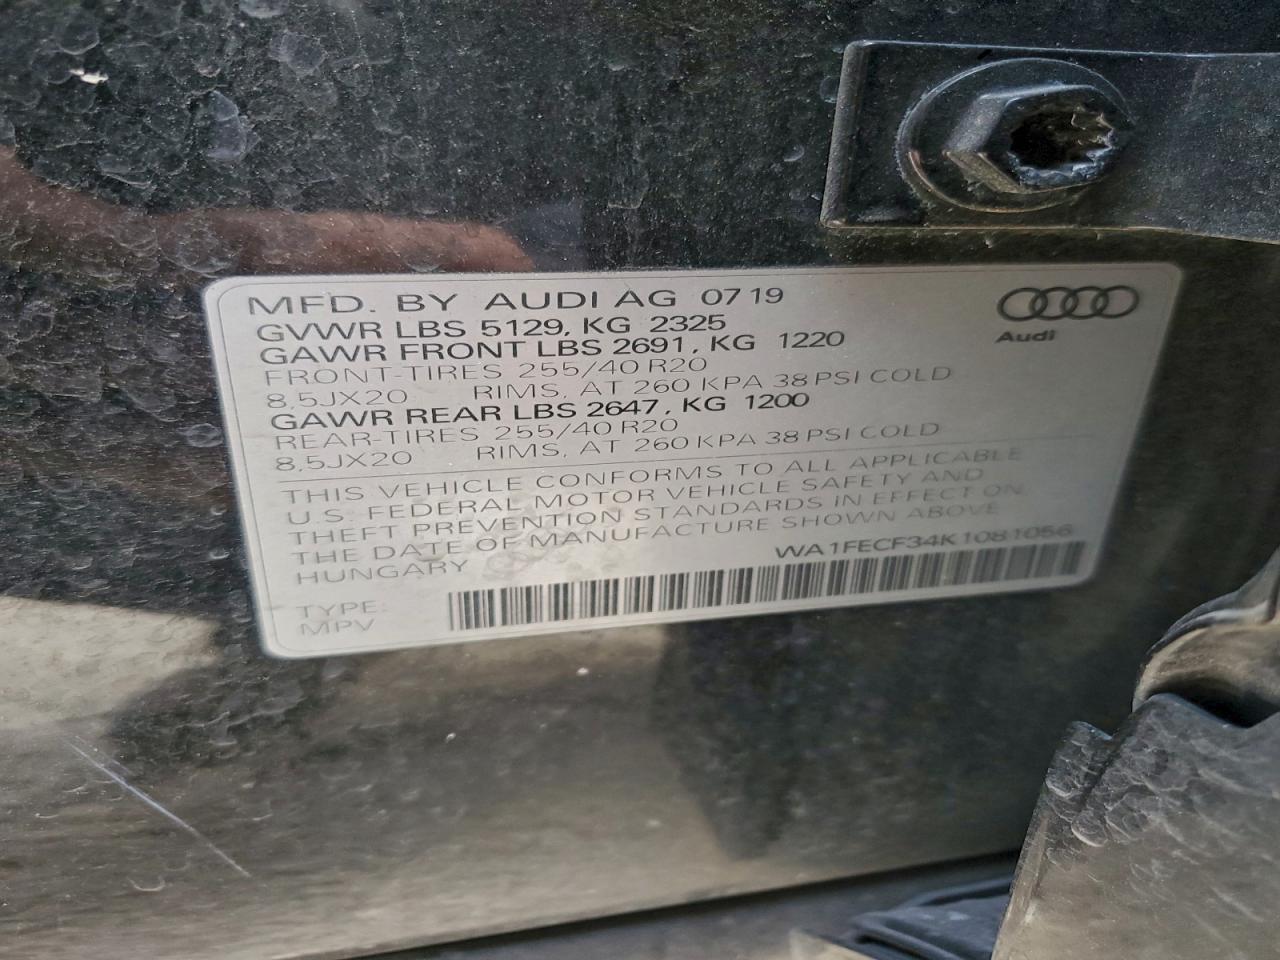 MFD. BY AUDI AG 07 19
GVWR LBS 5129, KG 2325
GAWR FRONT LBS 2691, KG 1220
FRONT-TIRES 255/40 R20
8,5JX20 RIMS, AT 260 KPA 38 PSI COLD
GAWR REAR LBS 2647, KG 1200
REAR-TIRES 255/40 R20
8,5JX20 RIMS, AT 260 KPA 38 PSI COLD
THIS VEHICLE CONFORMS TO ALL APPLICABLE
U.S. FEDERAL MOTOR VEHICLE SAFETY AND
THEFT PREVENTION STANDARDS IN EFFECT ON
THE DATE OF MANUFACTURE SHOWN ABOVE
HUNGARY
WA1FECF34K1081056
TYPE:
MPV
Audi